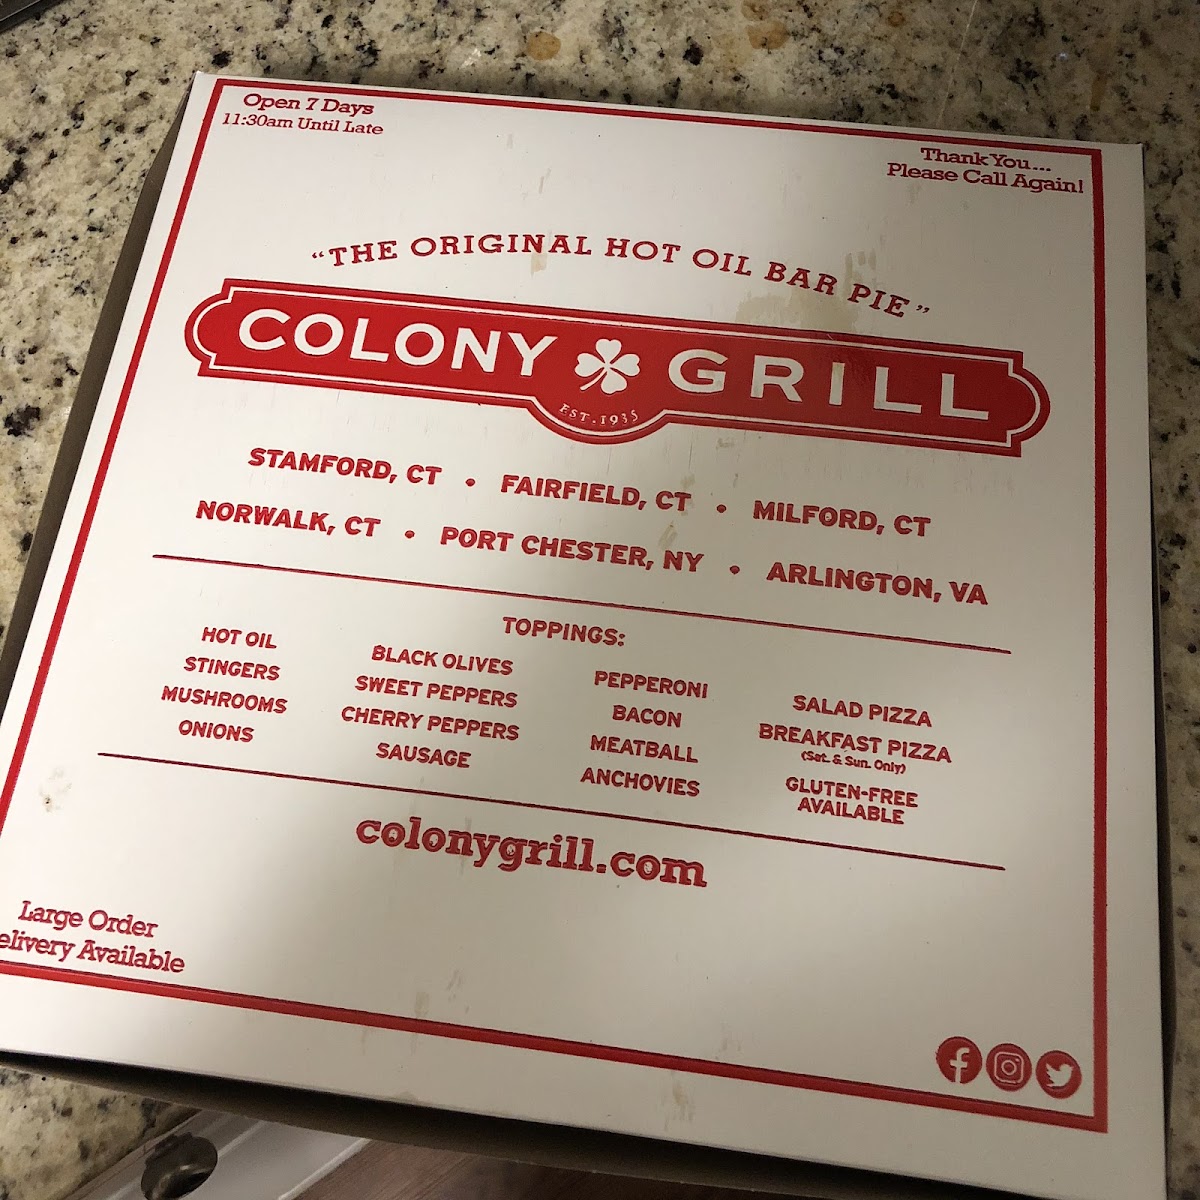 Open 7 Days
11:30am Until Late
Thank You...
Please Call Again!
"THE ORIGINAL HOT OIL BAR PIE"
COLONY GRILL
EST. 1935
STAMFORD, CT • FAIRFIELD, CT • MILFORD, CT
NORWALK, CT • PORT CHESTER, NY • ARLINGTON, VA
TOPPINGS:
HOT OIL
STINGERS
MUSHROOMS
ONIONS
BLACK OLIVES
SWEET PEPPERS
CHERRY PEPPERS
SAUSAGE
PEPPERONI
BACON
MEATBALL
ANCHOVIES
SALAD PIZZA
BREAKFAST PIZZA
(Sat. & Sun. Only)
GLUTEN-FREE
AVAILABLE
colonygrill.com
Large Order
elivery Available